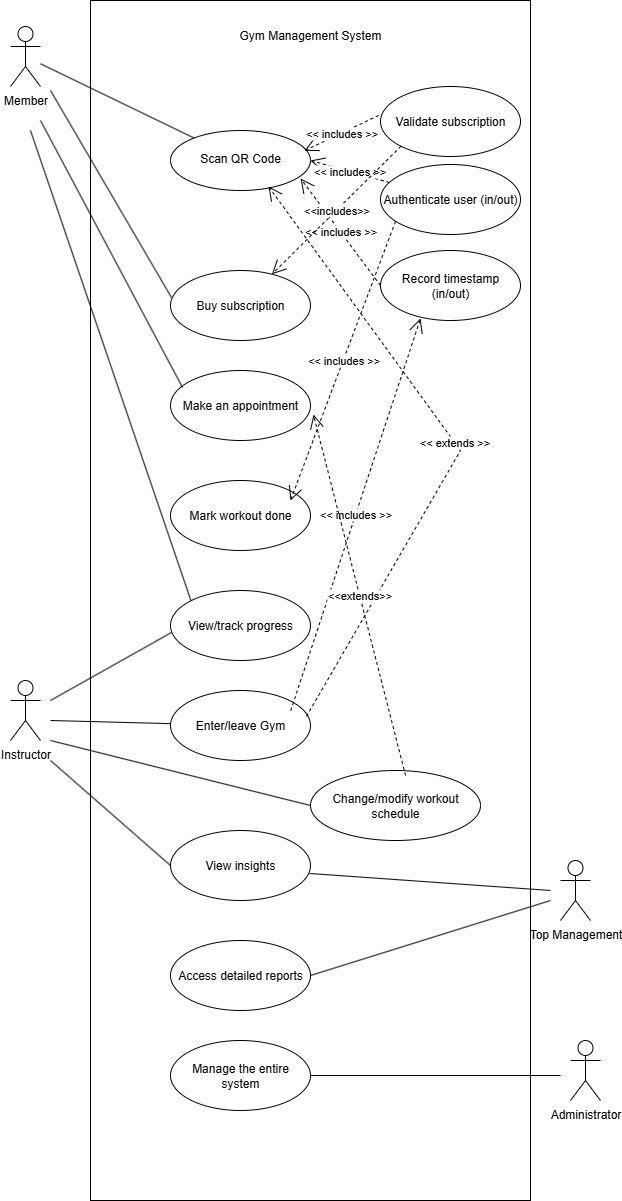 Gym Management System
Member
Validate subscription
<< includes >>
Scan QR Code
<< includes >>
Authenticate user (in/out)
<<includes>>
<< includes >>
Record timestamp
(in/out)
Buy subscription
<< includes >>
Make an appointment
<< extends >>
Mark workout done
<< includes >>
<<extends>>
View/track progress
Enter/leave Gym
Instructor
Change/modify workout
schedule
View insights
Top Management
Access detailed reports
Manage the entire
system
Administrator